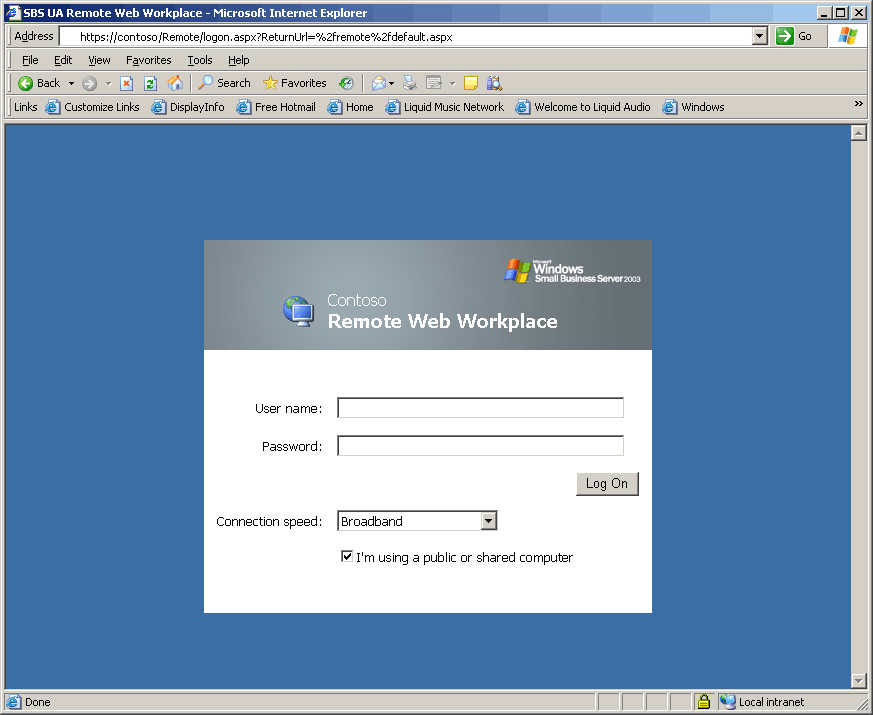 SBS UA Remote Web Workplace - Microsoft Internet Explorer
Address https://contoso/Remote/logon.aspx?ReturnUrl=%2fremote%2fdefault.aspx Go
File Edit View Favorites Tools Help
Back Search Favorites
Links Customize Links DisplayInfo Free Hotmail Home Liquid Music Network Welcome to Liquid Audio Windows »
Microsoft
Windows
Small Business Server 2003
Contoso
Remote Web Workplace
User name:
Password:
Log On
Connection speed: Broadband
I'm using a public or shared computer
Done Local intranet